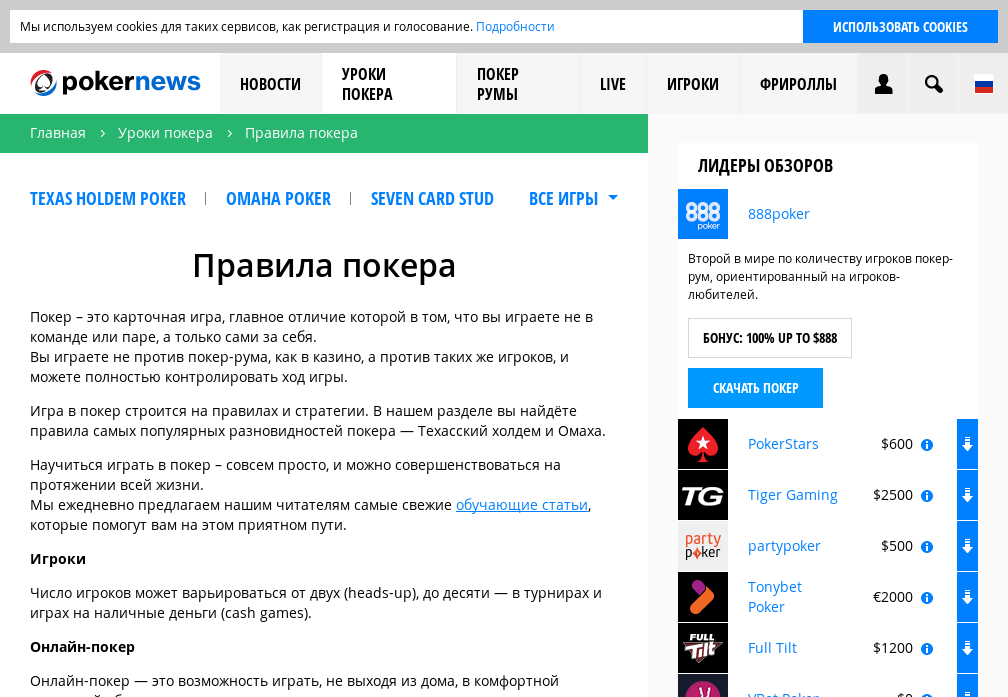 Мы используем cookies для таких сервисов, как регистрация и голосование. Подробности
ИСПОЛЬЗОВАТЬ COOKIES
pokernews
НОВОСТИ
УРОКИ
ПОКЕРА
ПОКЕР
РУМЫ
LIVE
ИГРОКИ
ФРИРОЛЛЫ
Главная
Уроки покера
Правила покера
TEXAS HOLDEM POKER
OMAHA POKER
SEVEN CARD STUD
ВСЕ ИГРЫ
Правила покера
Покер – это карточная игра, главное отличие которой в том, что вы играете не в
команде или паре, а только сами за себя.
Вы играете не против покер-рума, как в казино, а против таких же игроков, и
можете полностью контролировать ход игры.
Игра в покер строится на правилах и стратегии. В нашем разделе вы найдёте
правила самых популярных разновидностей покера — Техасский холдем и Омаха.
Научиться играть в покер – совсем просто, и можно совершенствоваться на
протяжении всей жизни.
Мы ежедневно предлагаем нашим читателям самые свежие обучающие статьи,
которые помогут вам на этом приятном пути.
Игроки
Число игроков может варьироваться от двух (heads-up), до десяти — в турнирах и
играх на наличные деньги (cash games).
Онлайн-покер
Онлайн-покер — это возможность играть, не выходя из дома, в комфортной
ЛИДЕРЫ ОБЗОРОВ
888 poker
888poker
Второй в мире по количеству игроков покер-
рум, ориентированный на игроков-
любителей.
БОНУС: 100% UP TO $888
СКАЧАТЬ ПОКЕР
PokerStars $600
TG
Tiger Gaming $2500
party poker
partypoker $500
Tonybet
Poker €2000
FULL TILT
Full Tilt $1200